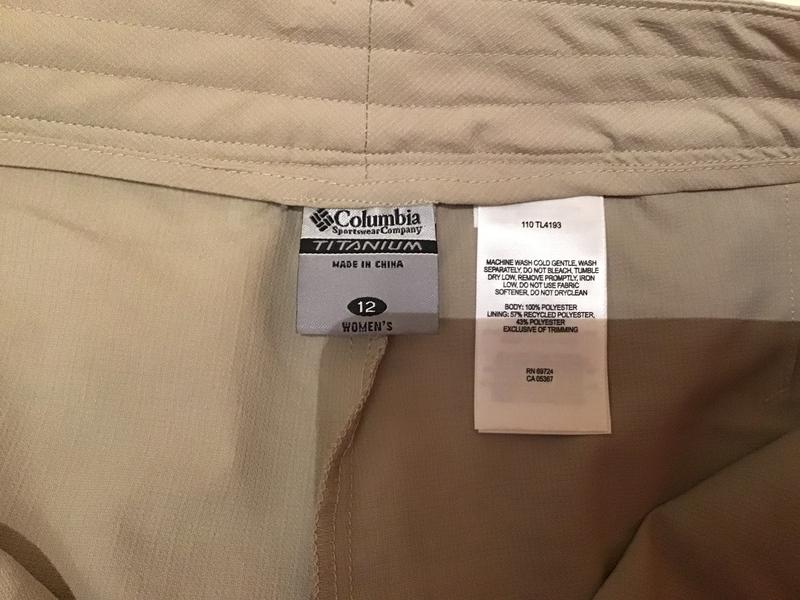 Columbia
Sportswear Company
TITANIUM
MADE IN CHINA
12
WOMEN'S
110 TL4193
MACHINE WASH COLD GENTLE, WASH
SEPARATELY, DO NOT BLEACH, TUMBLE
DRY LOW, REMOVE PROMPTLY, IRON
LOW, DO NOT USE FABRIC
SOFTENER, DO NOT DRYCLEAN
BODY: 100% POLYESTER
LINING: 57% RECYCLED POLYESTER,
43% POLYESTER
EXCLUSIVE OF TRIMMING
RN 69724
CA 05367